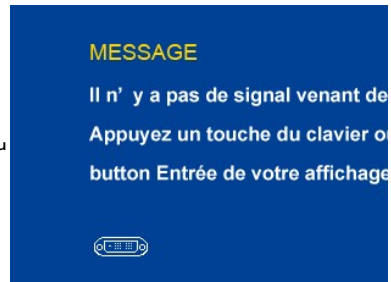 MESSAGE
Il n' y a pas de signal venant de
Appuyez un touche du clavier ou
u
button Entrée de votre affichage